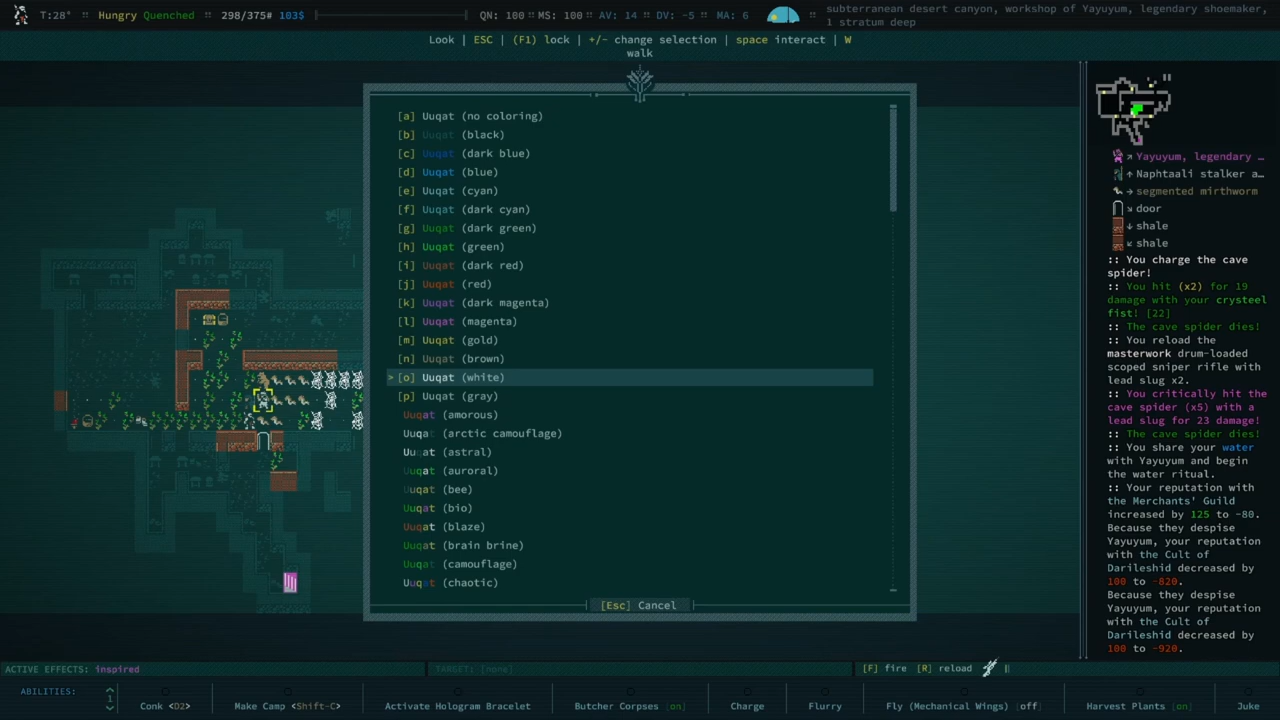 T:28° :: Hungry Quenched :: 298/375# 103$
QN: 100 :: MS: 100 :: AV: 14 :: DV: -5 :: MA: 6
:: subterranean desert canyon, workshop of Yayuyum, legendary shoemaker,
1 stratum deep
Look | ESC | (F1) lock | +/- change selection | space interact | W
walk
[a] Uuqat (no coloring)
[b] Uuqat (black)
[c] Uuqat (dark blue)
[d] Uuqat (blue)
[e] Uuqat (cyan)
[f] Uuqat (dark cyan)
[g] Uuqat (dark green)
[h] Uuqat (green)
[i] Uuqat (dark red)
[j] Uuqat (red)
[k] Uuqat (dark magenta)
[l] Uuqat (magenta)
[m] Uuqat (gold)
[n] Uuqat (brown)
> [o] Uuqat (white)
[p] Uuqat (gray)
Uuqat (amorous)
Uuqat (arctic camouflage)
Uuqat (astral)
Uuqat (auroral)
Uuqat (bee)
Uuqat (bio)
Uuqat (blaze)
Uuqat (brain brine)
Uuqat (camouflage)
Uuqat (chaotic)
[Esc] Cancel
Yayuyum, legendary …
Naphtaali stalker a…
segmented mirthworm
door
shale
shale
:: You charge the cave
spider!
:: You hit (x2) for 19
damage with your crysteel
fist! [22]
:: The cave spider dies!
:: You reload the
masterwork drum-loaded
scoped sniper rifle with
lead slug x2.
:: You critically hit the
cave spider (x5) with a
lead slug for 23 damage!
:: The cave spider dies!
:: You share your water
with Yayuyum and begin
the water ritual.
:: Your reputation with
the Merchants' Guild
increased by 125 to -80.
Because they despise
Yayuyum, your reputation
with the Cult of
Darileshid decreased by
100 to -820.
Because they despise
Yayuyum, your reputation
with the Cult of
Darileshid decreased by
100 to -920.
ACTIVE EFFECTS: inspired
TARGET: [none]
[F] fire [R] reload
ABILITIES:
1
Conk <D2>
Make Camp <Shift-C>
Activate Hologram Bracelet
Butcher Corpses [on]
Charge
Flurry
Fly (Mechanical Wings) [off]
Harvest Plants [on]
Juke